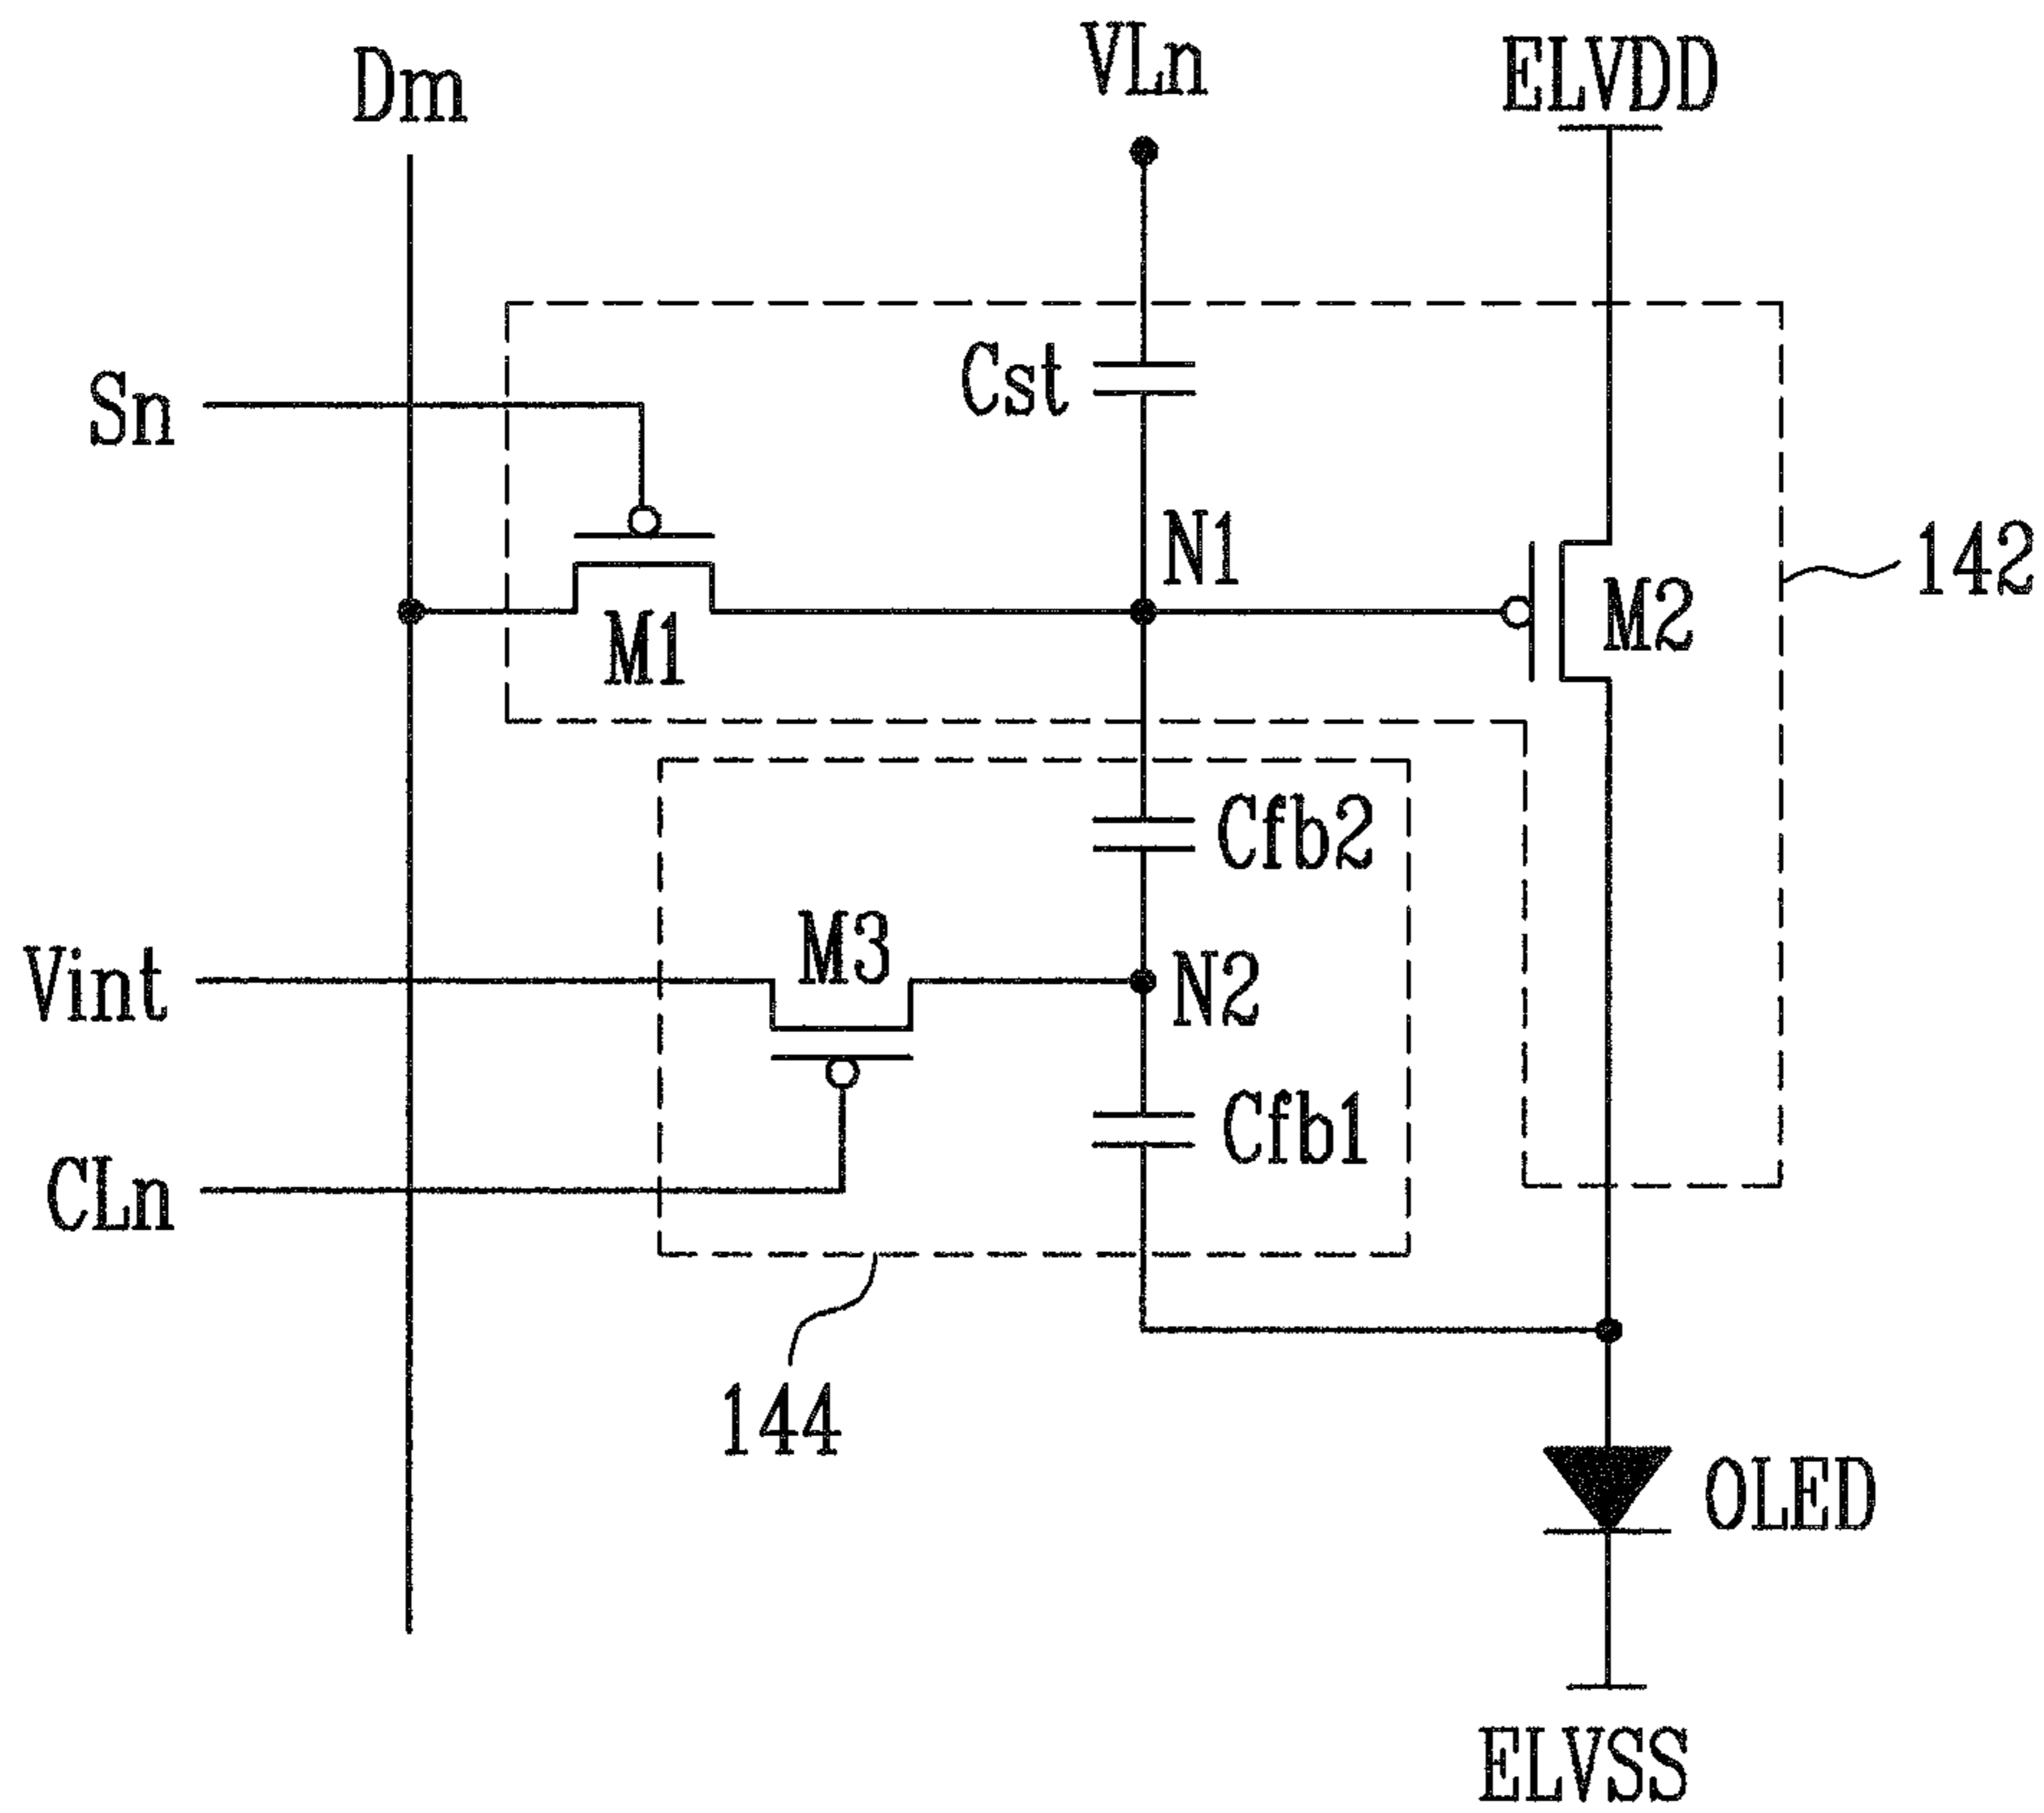 Dm
VLn
ELVDD
Sn
Cst
N1
142
M1
M2
Cfb2
M3
Vint
N2
Cfb1
CLn
144
OLED
ELVSS